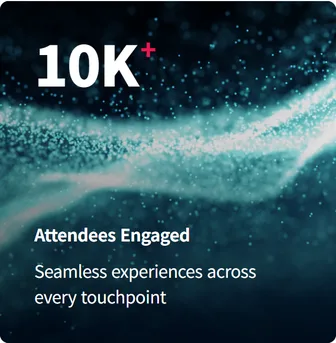 10K+
Attendees Engaged
Seamless experiences across
every touchpoint